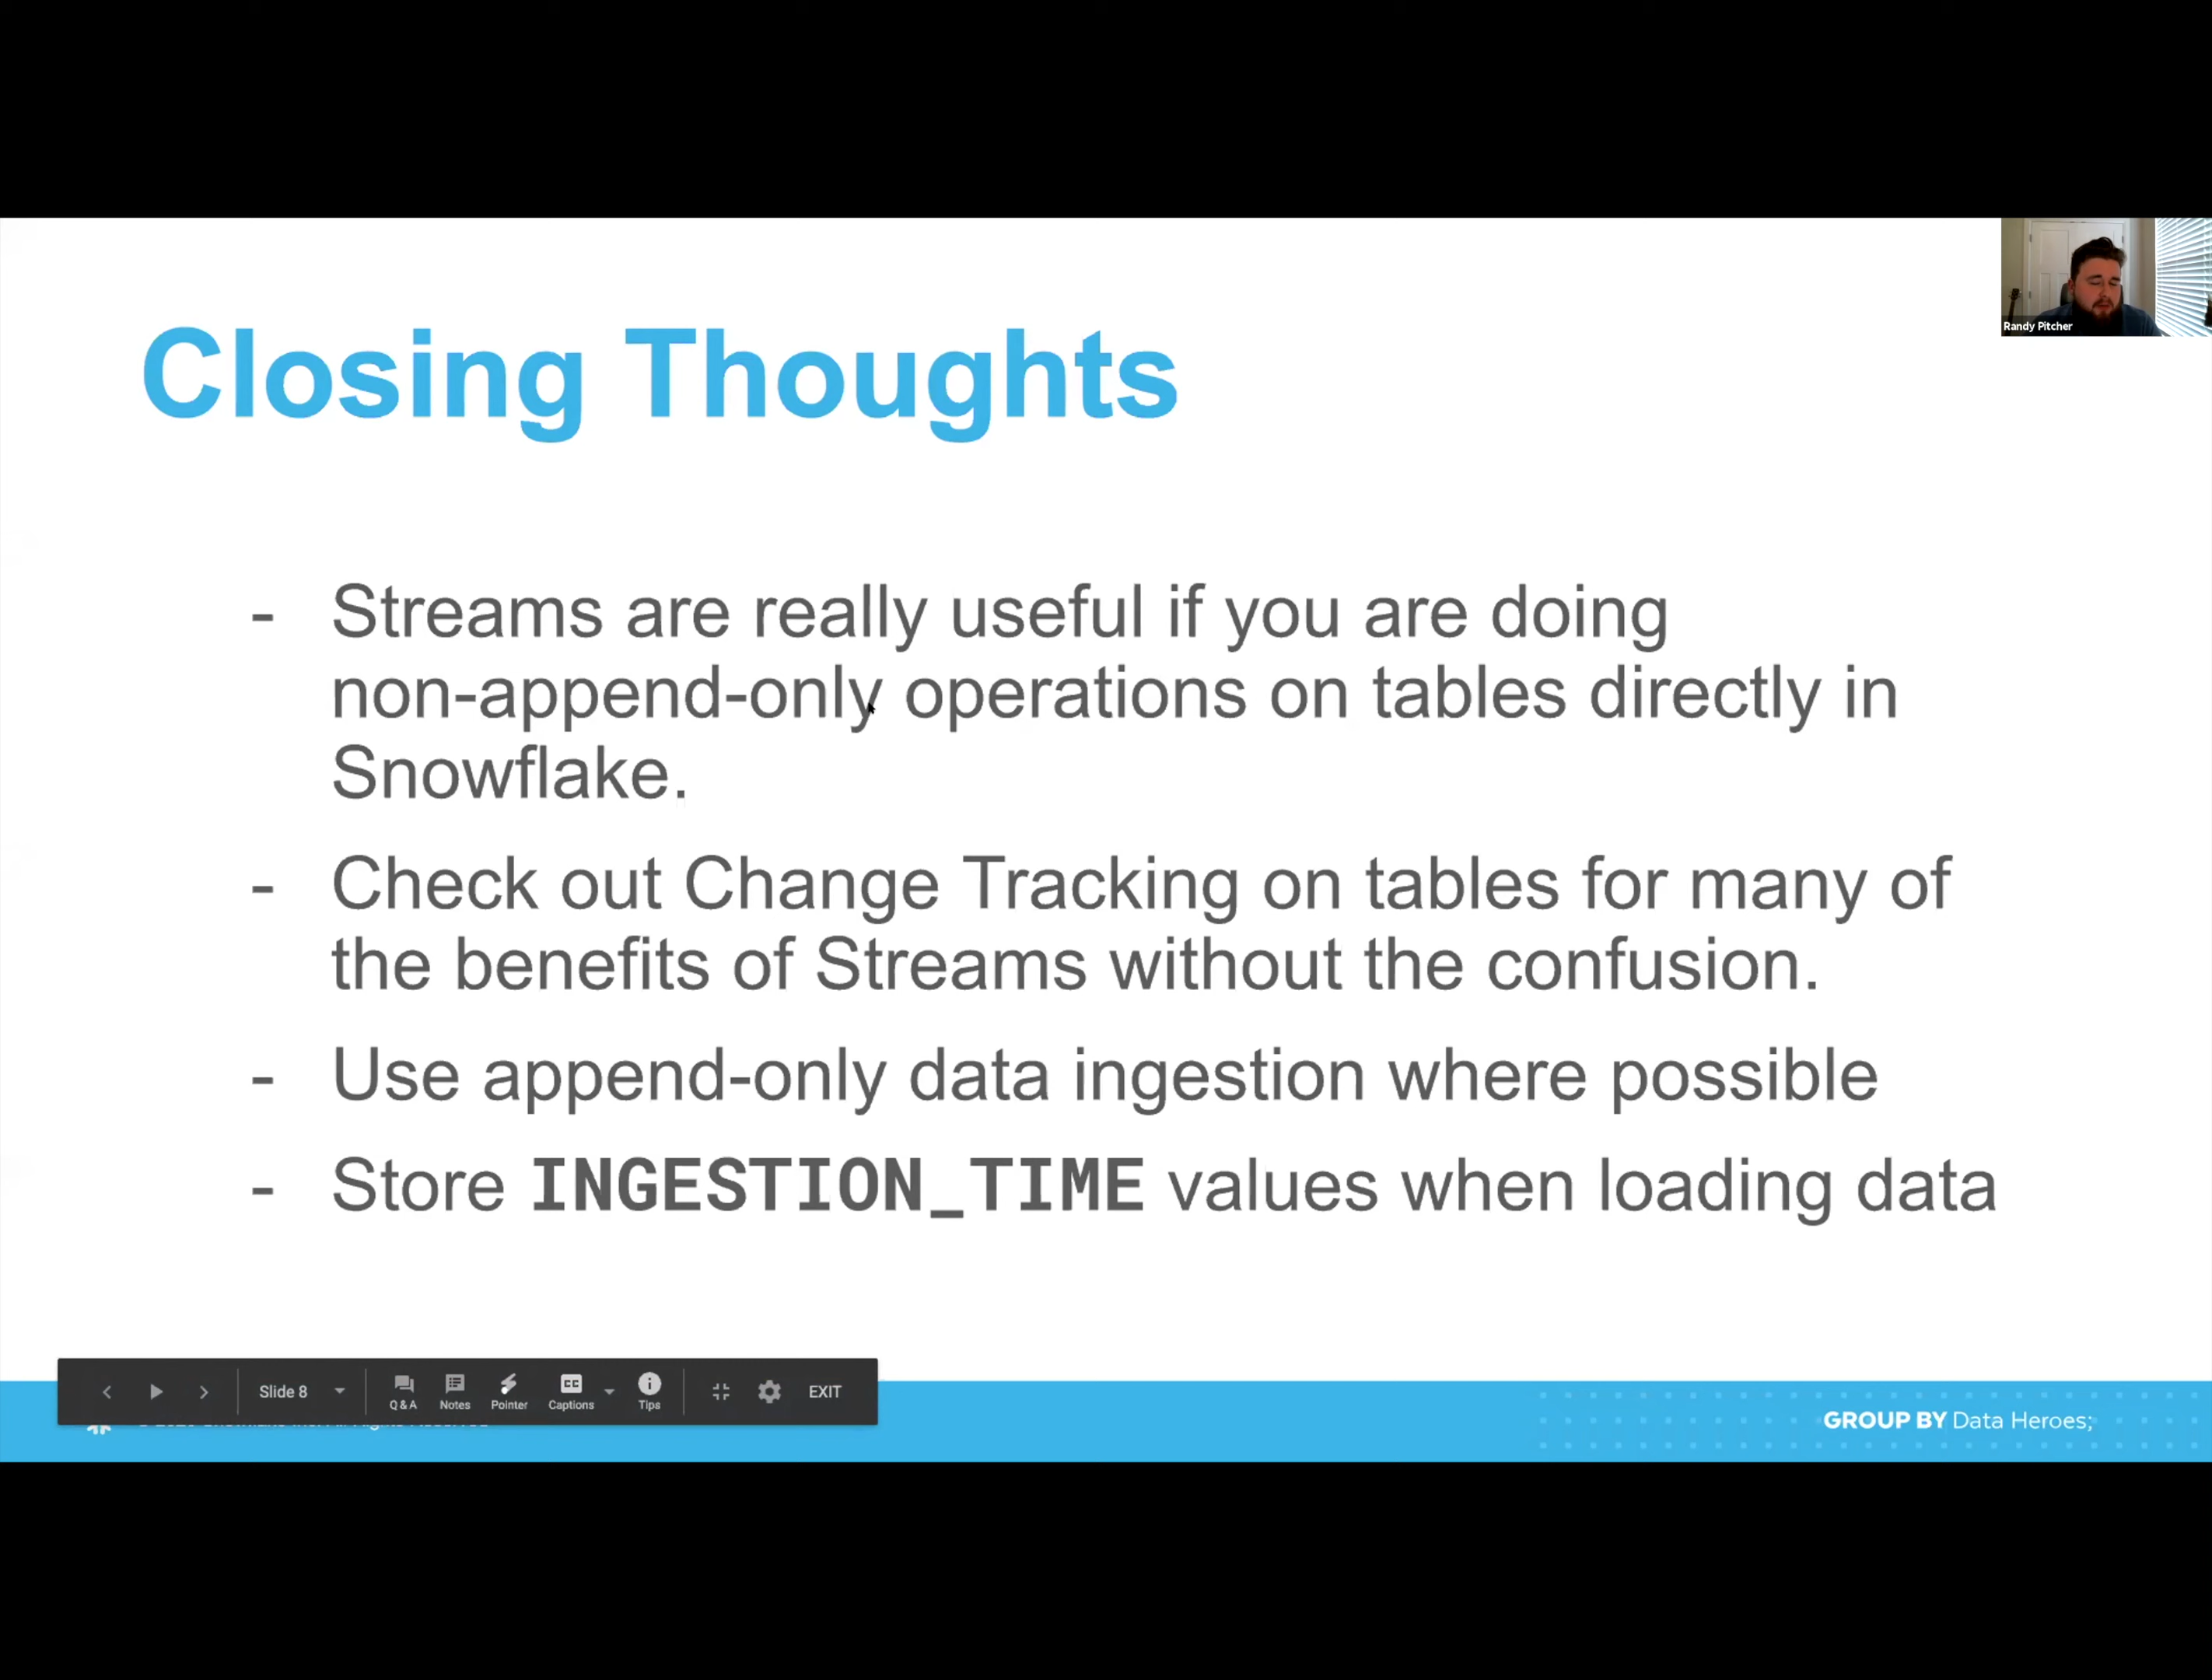 Randy Pitcher
Closing Thoughts
- Streams are really useful if you are doing
non-append-only operations on tables directly in
Snowflake.
- Check out Change Tracking on tables for many of
the benefits of Streams without the confusion.
- Use append-only data ingestion where possible
- Store INGESTION_TIME values when loading data
Slide 8
Q&A
Notes
Pointer
CC
Captions
Tips
EXIT
GROUP BY Data Heroes;